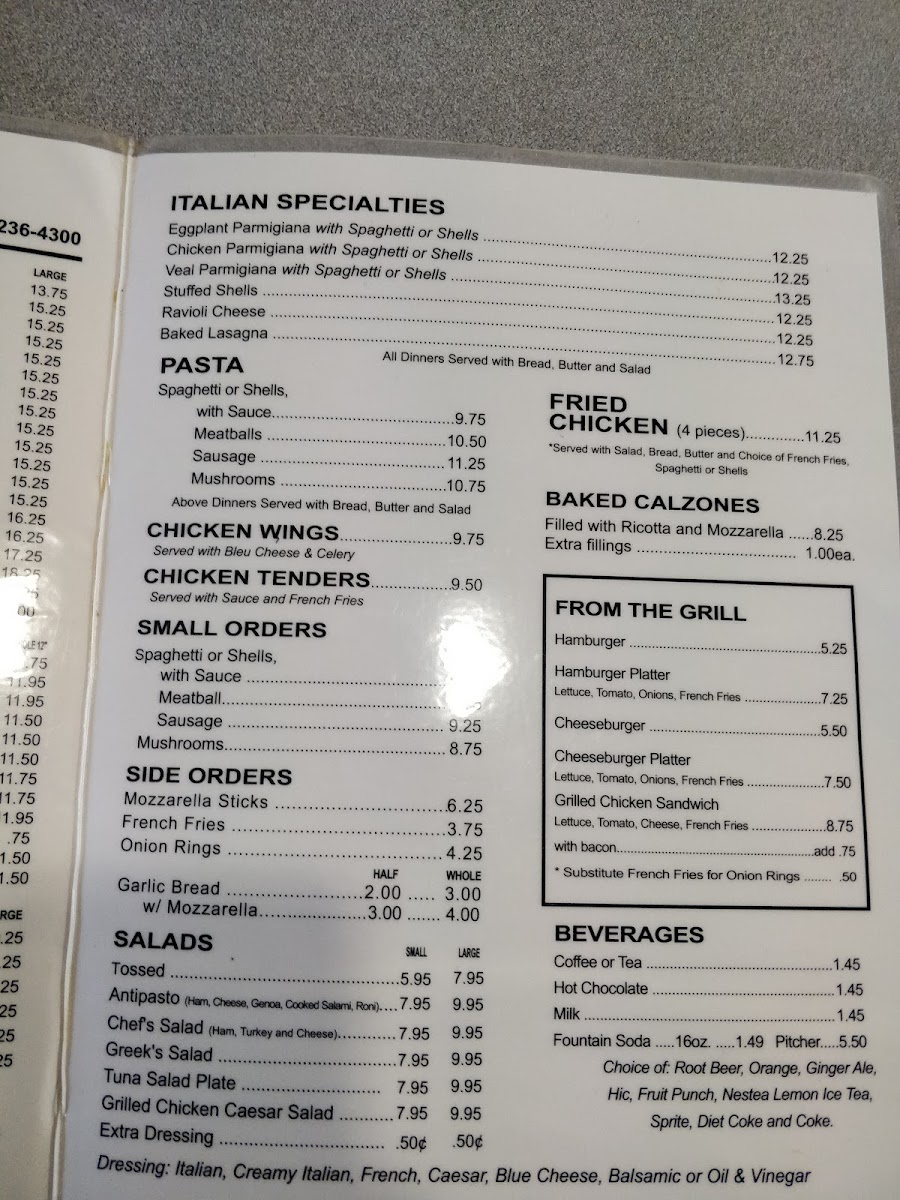 236-4300
LARGE
13.75
15.25
15.25
15.25
15.25
15.25
15.25
15.25
15.25
15.25
15.25
15.25
15.25
16.25
16.25
17.25
11.95
11.95
11.50
11.50
11.50
11.75
11.75
11.95
.75
1.50
1.50
ITALIAN SPECIALTIES
Eggplant Parmigiana with Spaghetti or Shells ........ 12.25
Chicken Parmigiana with Spaghetti or Shells ........ 12.25
Veal Parmigiana with Spaghetti or Shells ........ 13.25
Stuffed Shells ........ 12.25
Ravioli Cheese ........ 12.25
Baked Lasagna ........ 12.75
All Dinners Served with Bread, Butter and Salad
PASTA
Spaghetti or Shells,
with Sauce........ 9.75
Meatballs ........ 10.50
Sausage ........ 11.25
Mushrooms ........ 10.75
Above Dinners Served with Bread, Butter and Salad
CHICKEN WINGS........ 9.75
Served with Bleu Cheese & Celery
CHICKEN TENDERS........ 9.50
Served with Sauce and French Fries
SMALL ORDERS
Spaghetti or Shells,
with Sauce ........
Meatball........
Sausage ........ 9.25
Mushrooms........ 8.75
SIDE ORDERS
Mozzarella Sticks ........ 6.25
French Fries ........ 3.75
Onion Rings ........ 4.25
HALF WHOLE
Garlic Bread ........ 2.00 ..... 3.00
w/ Mozzarella........ 3.00 ....... 4.00
SALADS
SMALL LARGE
Tossed ........ 5.95 7.95
Antipasto (Ham, Cheese, Genoa, Cooked Salami, Roni).... 7.95 9.95
Chef's Salad (Ham, Turkey and Cheese)........ 7.95 9.95
Greek's Salad ........ 7.95 9.95
Tuna Salad Plate ........ 7.95 9.95
Grilled Chicken Caesar Salad ........ 7.95 9.95
Extra Dressing ........ .50¢ .50¢
Dressing: Italian, Creamy Italian, French, Caesar, Blue Cheese, Balsamic or Oil & Vinegar
FRIED
CHICKEN (4 pieces)........ 11.25
*Served with Salad, Bread, Butter and Choice of French Fries,
Spaghetti or Shells
BAKED CALZONES
Filled with Ricotta and Mozzarella ......8.25
Extra fillings ........ 1.00ea.
FROM THE GRILL
Hamburger ........ 5.25
Hamburger Platter
Lettuce, Tomato, Onions, French Fries ........ 7.25
Cheeseburger ........ 5.50
Cheeseburger Platter
Lettuce, Tomato, Onions, French Fries ........ 7.50
Grilled Chicken Sandwich
Lettuce, Tomato, Cheese, French Fries ........ 8.75
with bacon........ add .75
* Substitute French Fries for Onion Rings ........ .50
BEVERAGES
Coffee or Tea ........ 1.45
Hot Chocolate ........ 1.45
Milk ........ 1.45
Fountain Soda .....16oz. .....1.49 Pitcher.....5.50
Choice of: Root Beer, Orange, Ginger Ale,
Hic, Fruit Punch, Nestea Lemon Ice Tea,
Sprite, Diet Coke and Coke.